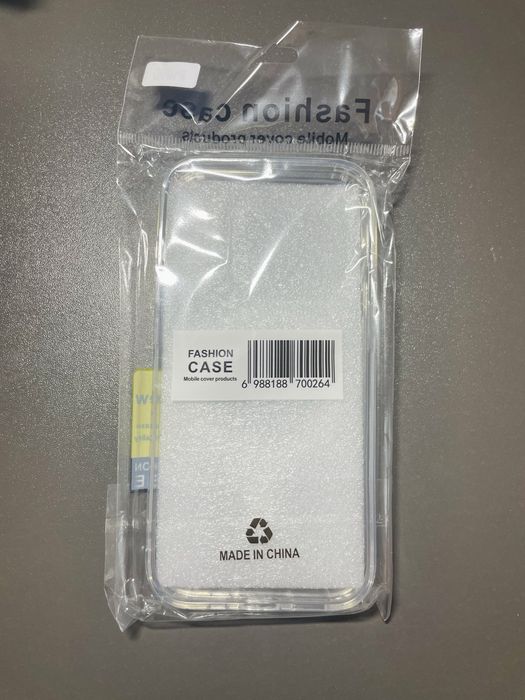 Fashion case
Mobile cover products
FASHION
CASE
Mobile cover products
6 988188 700264
MADE IN CHINA